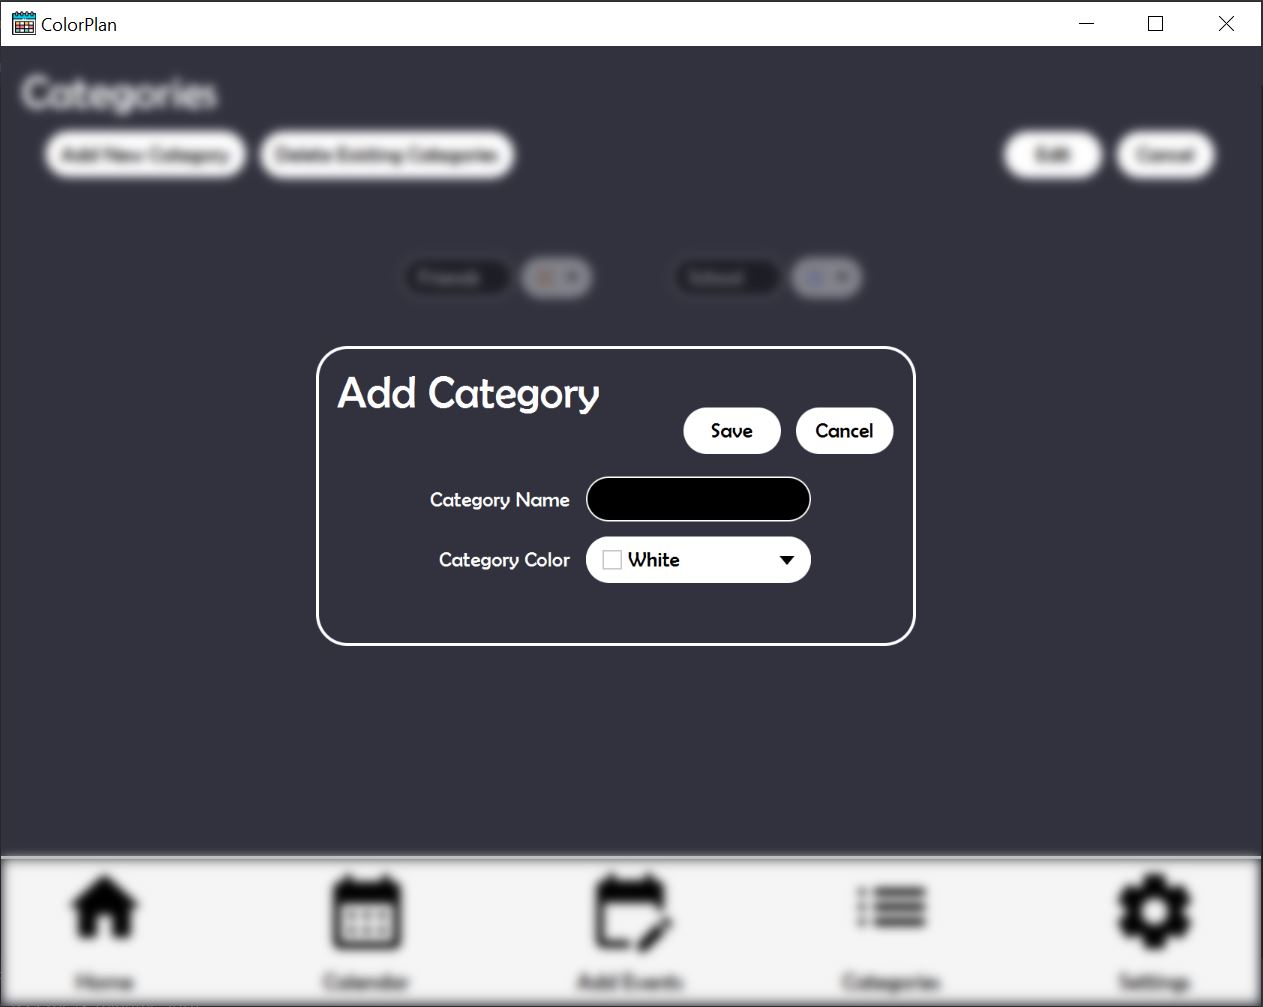 ColorPlan
Categories
Add New Category Delete Existing Categories Edit Cancel
Friends School
Add Category
Save Cancel
Category Name
Category Color White
Home Calendar Add Events Categories Settings